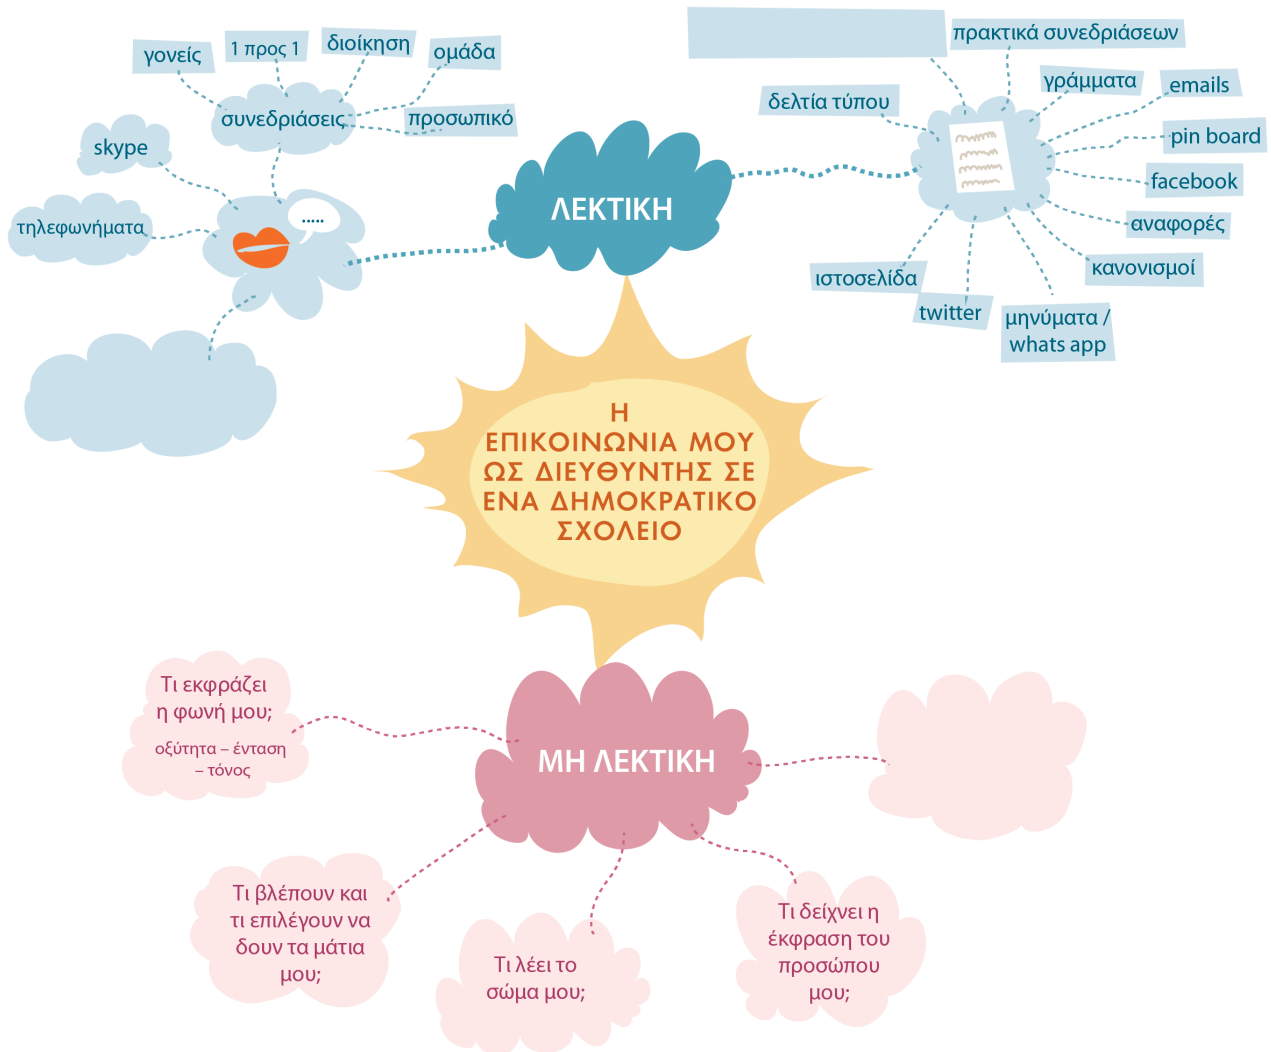 γονείς
1 προς 1
διοίκηση
ομάδα
συνεδριάσεις
προσωπικό
skype
τηλεφωνήματα
.....
ΛΕΚΤΙΚΗ
πρακτικά συνεδριάσεων
δελτία τύπου
γράμματα
emails
pin board
facebook
αναφορές
κανονισμοί
ιστοσελίδα
twitter
μηνύματα /
whats app
Η
ΕΠΙΚΟΙΝΩΝΙΑ ΜΟΥ
ΩΣ ΔΙΕΥΘΥΝΤΗΣ ΣΕ
ΕΝΑ ΔΗΜΟΚΡΑΤΙΚΟ
ΣΧΟΛΕΙΟ
ΜΗ ΛΕΚΤΙΚΗ
Τι εκφράζει
η φωνή μου;
οξύτητα – ένταση
– τόνος
Τι βλέπουν και
τι επιλέγουν να
δουν τα μάτια
μου;
Τι λέει το
σώμα μου;
Τι δείχνει η
έκφραση του
προσώπου
μου;